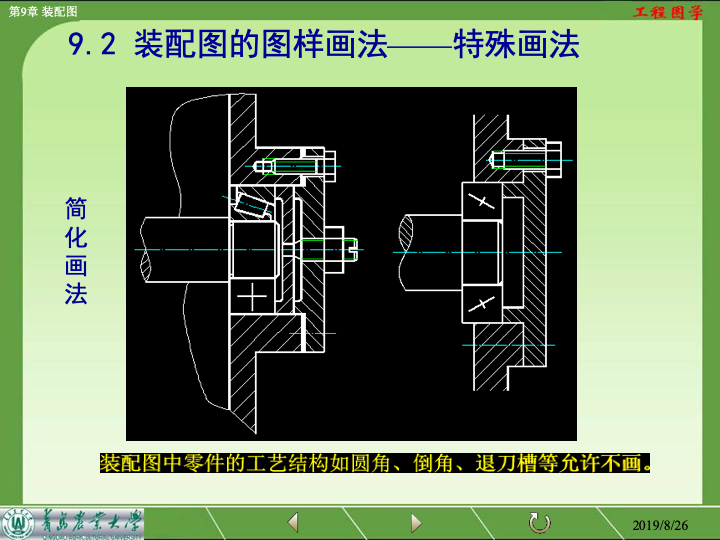 第9章 装配图
工程图学
9.2 装配图的图样画法——特殊画法
简
化
画
法
装配图中零件的工艺结构如圆角、倒角、退刀槽等允许不画。
青岛农业大学
2019/8/26